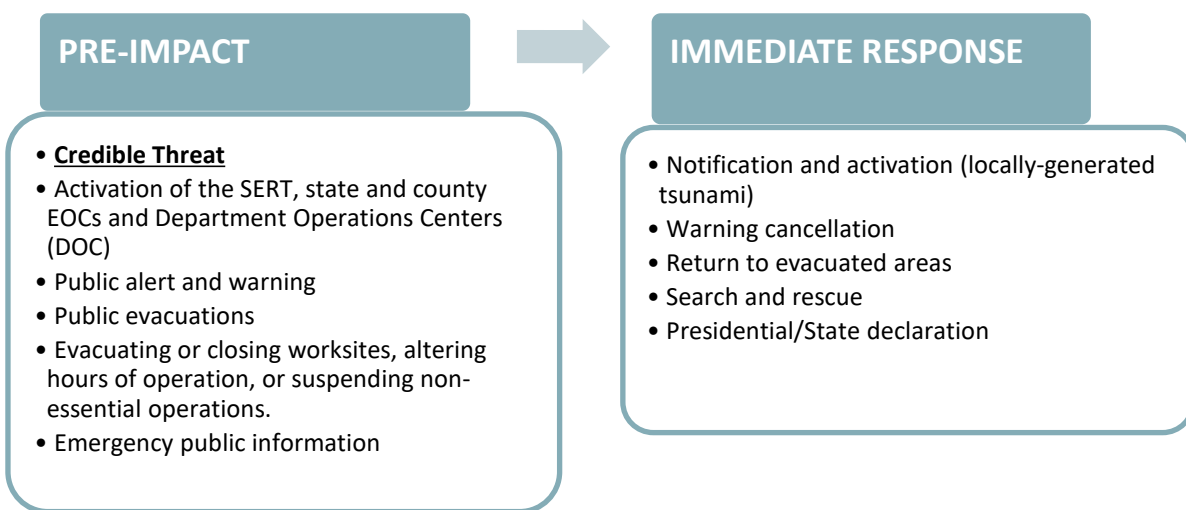 PRE-IMPACT
• Credible Threat
• Activation of the SERT, state and county
EOCs and Department Operations Centers
(DOC)
• Public alert and warning
• Public evacuations
• Evacuating or closing worksites, altering
hours of operation, or suspending non-
essential operations.
• Emergency public information
IMMEDIATE RESPONSE
• Notification and activation (locally-generated
tsunami)
• Warning cancellation
• Return to evacuated areas
• Search and rescue
• Presidential/State declaration